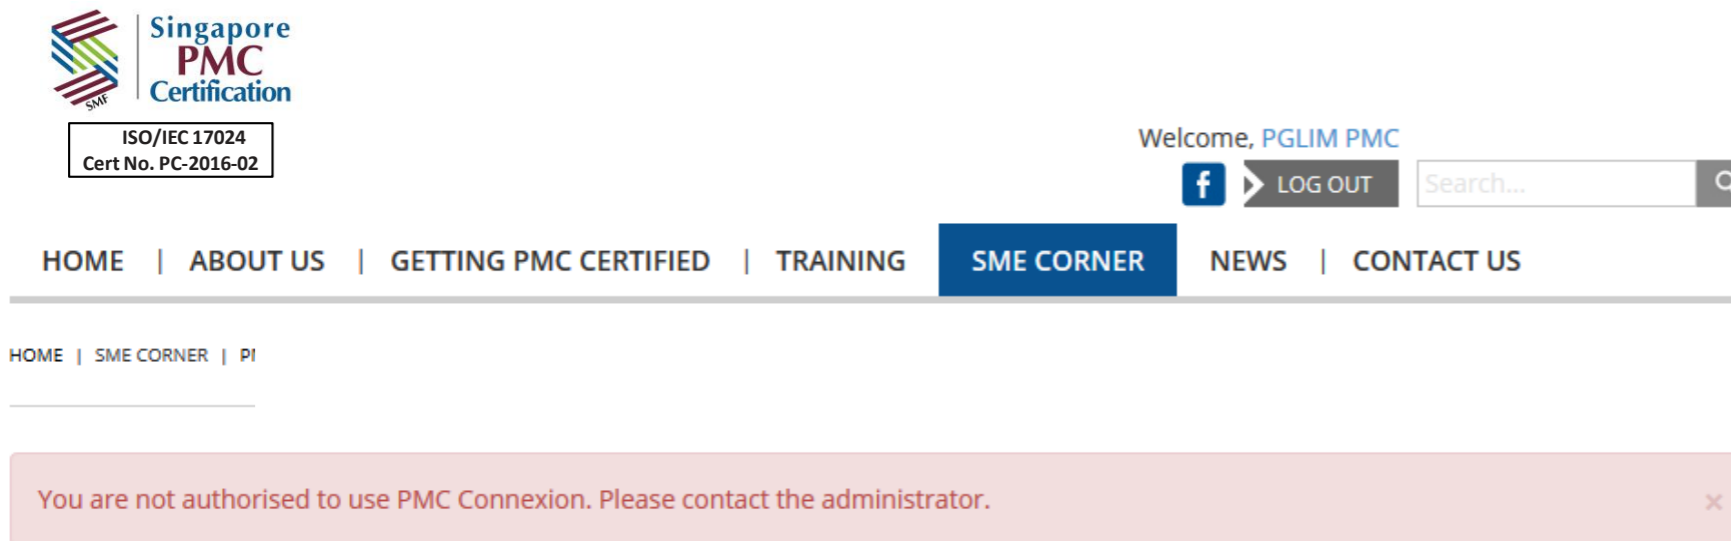 Singapore
PMC
Certification
SMF
ISO/IEC 17024
Cert No. PC-2016-02
Welcome, PGLIM PMC
f
LOG OUT
Search...
HOME | ABOUT US | GETTING PMC CERTIFIED | TRAINING SME CORNER NEWS | CONTACT US
HOME | SME CORNER |
You are not authorised to use PMC Connexion. Please contact the administrator.
×